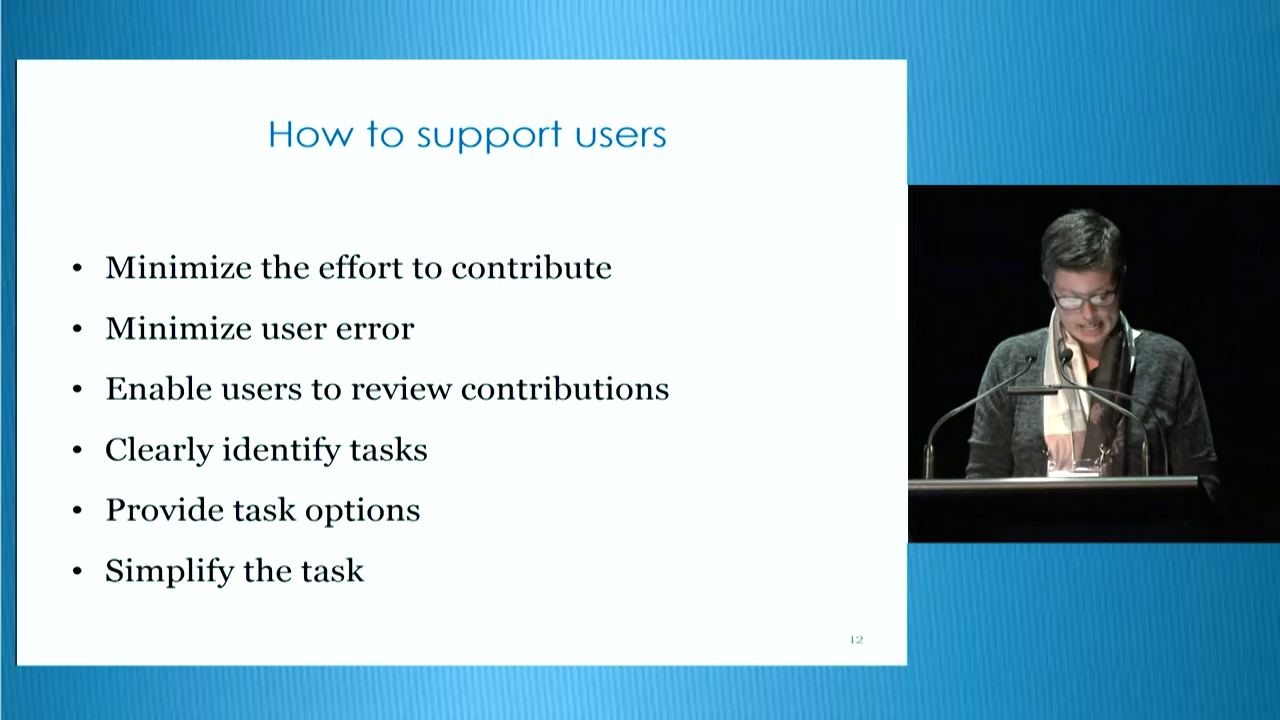 How to support users
• Minimize the effort to contribute
• Minimize user error
• Enable users to review contributions
• Clearly identify tasks
• Provide task options
• Simplify the task
12